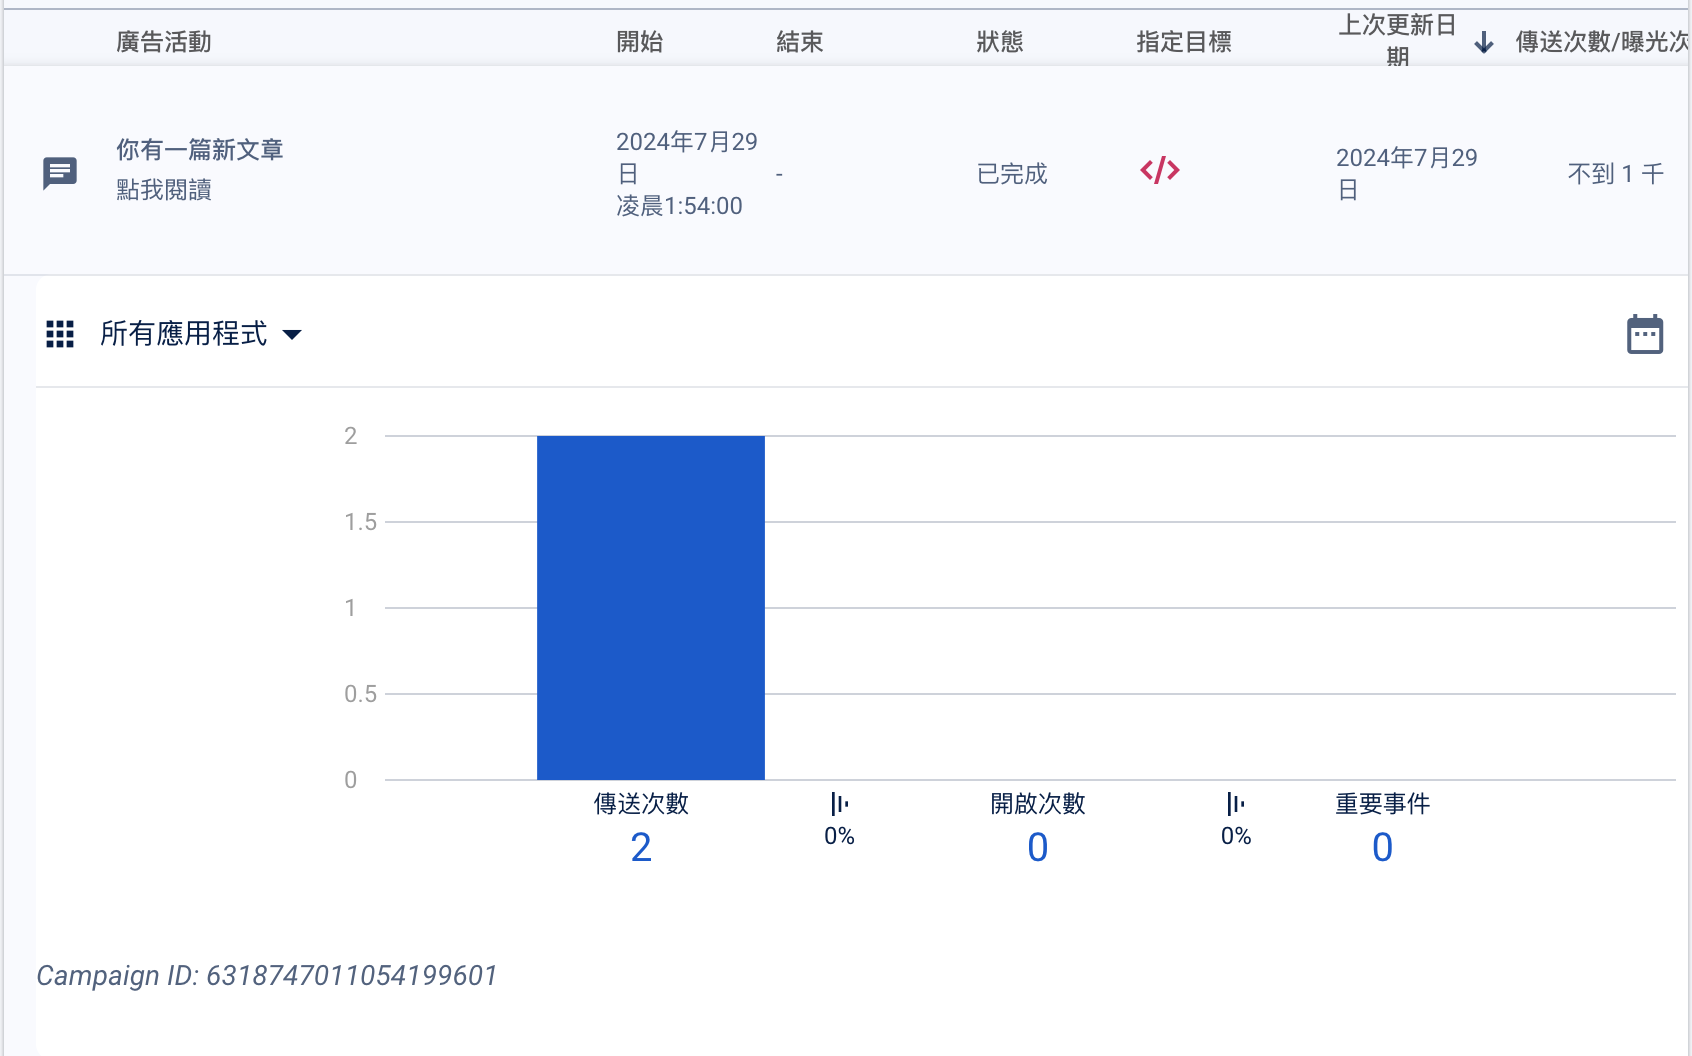 廣告活動
開始
結束
狀態
指定目標
上次更新日
期
傳送次數/曝光次
你有一篇新文章
點我閱讀
2024年7月29
日
凌晨1:54:00
-
已完成
</>
2024年7月29
日
不到 1 千
所有應用程式
2
1.5
1
0.5
0
傳送次數
2
0%
開啟次數
0
0%
重要事件
0
Campaign ID: 6318747011054199601